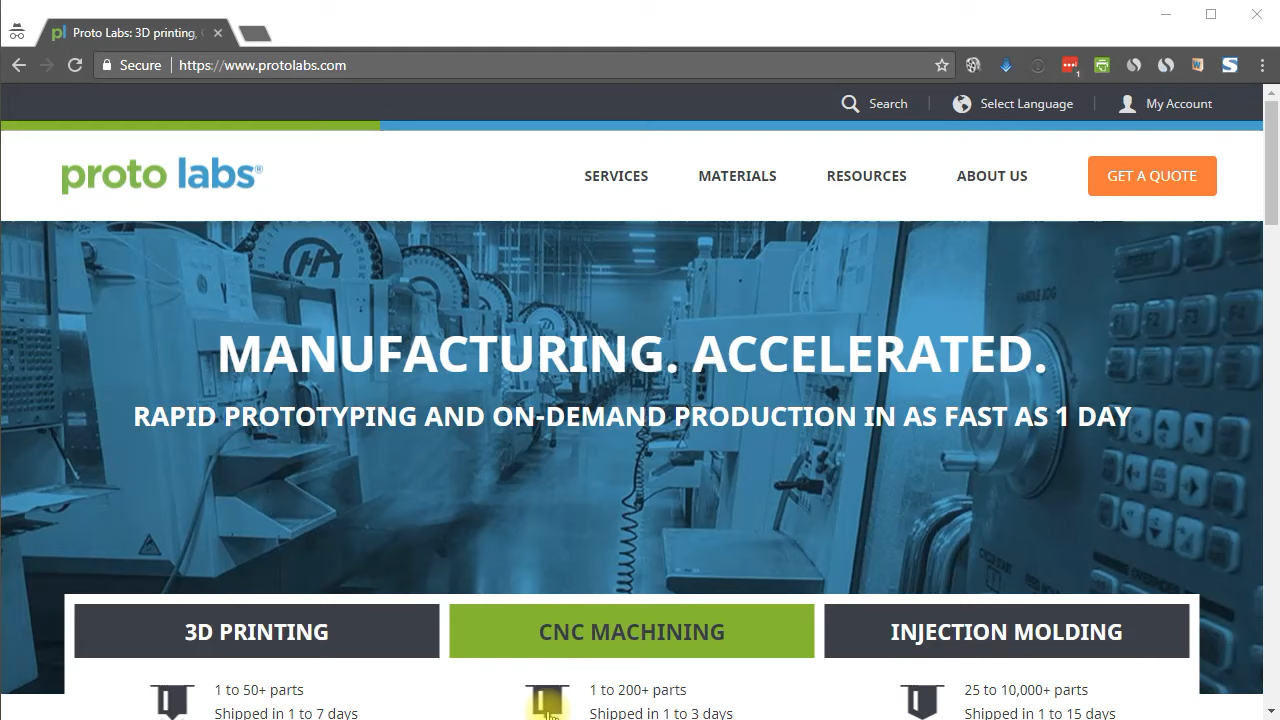 Proto Labs: 3D printing,
Secure
https://www.protolabs.com
1
Search
Select Language
My Account
proto labs®
SERVICES
MATERIALS
RESOURCES
ABOUT US
GET A QUOTE
HANDLE JOG
MANUFACTURING. ACCELERATED.
RAPID PROTOTYPING AND ON-DEMAND PRODUCTION IN AS FAST AS 1 DAY
3D PRINTING
CNC MACHINING
INJECTION MOLDING
1 to 50+ parts
Shipped in 1 to 7 days
1 to 200+ parts
Shipped in 1 to 3 days
25 to 10,000+ parts
Shipped in 1 to 15 days